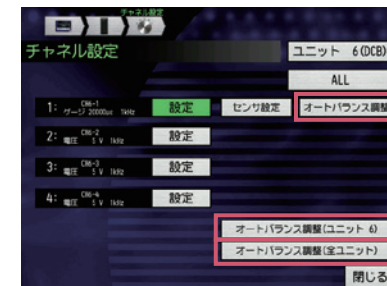 チャネル設定
チャネル設定
ユニット 6(DCB)
ALL
1: CH6-1 ゲージ 20000με 1kHz 設定 センサ設定 オートバランス調整
2: CH6-2 電圧 5 V 1kHz 設定
3: CH6-3 電圧 5 V 1kHz 設定
4: CH6-4 電圧 5 V 1kHz 設定
オートバランス調整(ユニット 6)
オートバランス調整(全ユニット)
閉じる